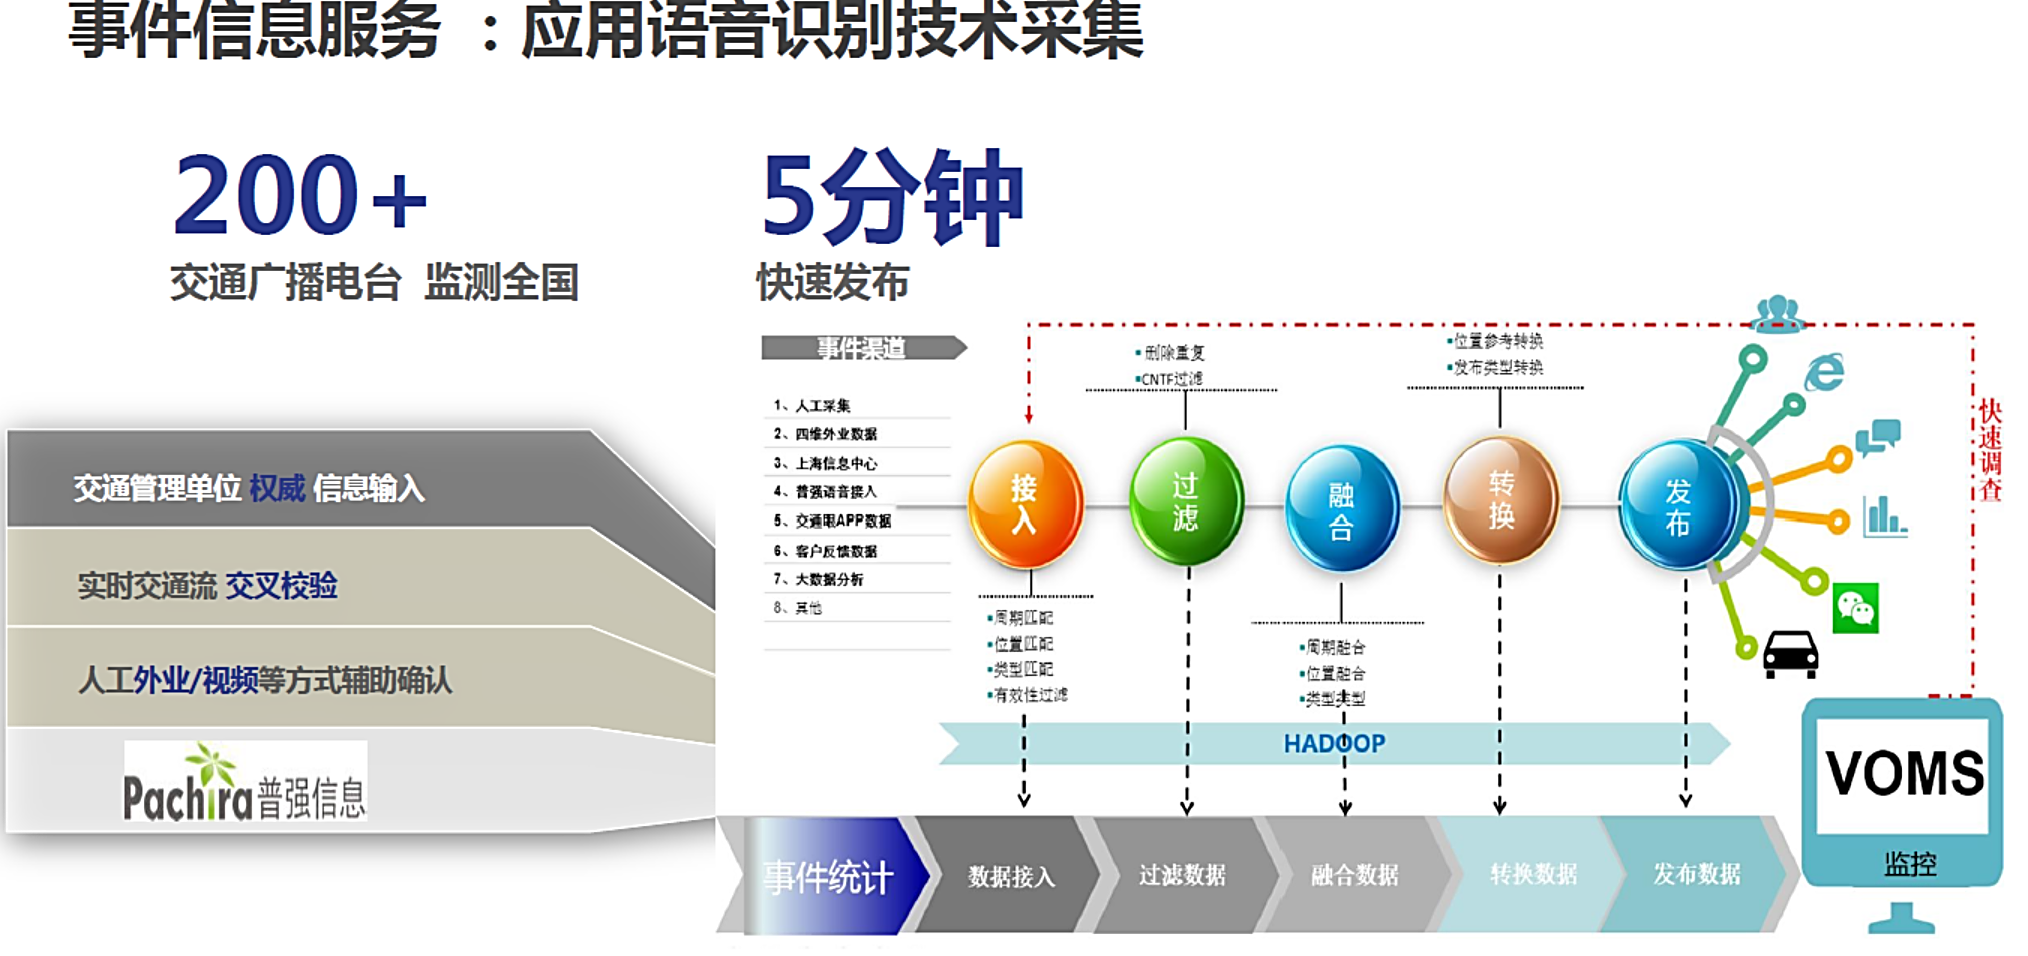 事件信息服务 ：应用语音识别技术采集
200+
交通广播电台 监测全国
5分钟
快速发布
交通管理单位 权威 信息输入
实时交通流 交叉校验
人工外业/视频等方式辅助确认
Pachira普强信息
事件渠道
1、人工采集
2、四维外业数据
3、上海信息中心
4、普强语音接入
5、交通眼APP数据
6、客户反馈数据
7、大数据分析
8、其他
▪删除重复
▪CNTF过滤
▪位置参考转换
▪发布类型转换
接入
过滤
融合
转换
发布
▪周期匹配
▪位置匹配
▪类型匹配
▪有效性过滤
▪周期融合
▪位置融合
▪类型类型
快速调查
HADOOP
VOMS
监控
事件统计
数据接入
过滤数据
融合数据
转换数据
发布数据